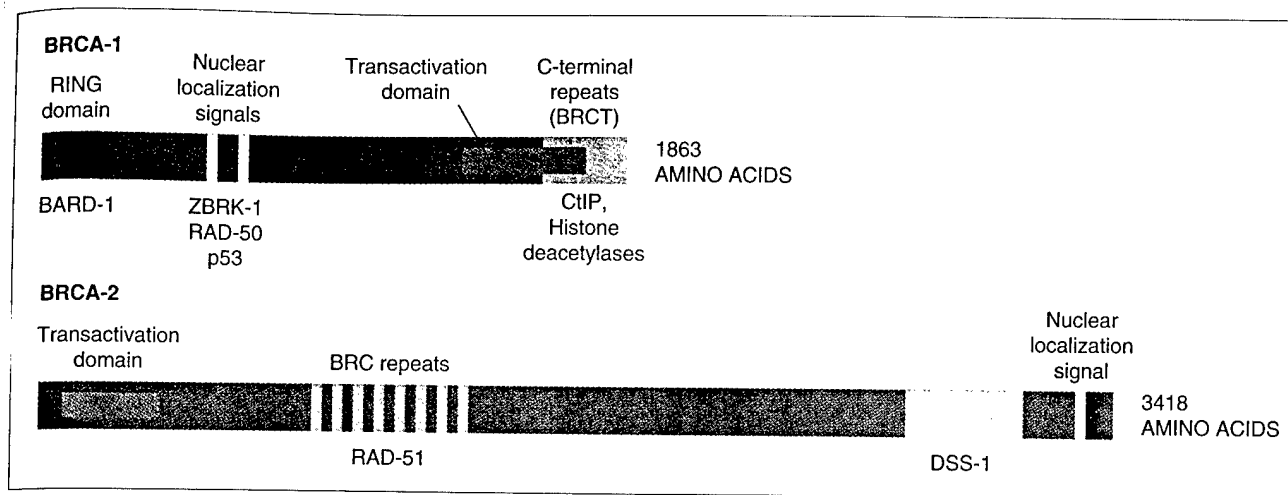 BRCA-1
RING
domain
Nuclear
localization
signals
Transactivation
domain
C-terminal
repeats
(BRCT)
1863
AMINO ACIDS
BARD-1
ZBRK-1
RAD-50
p53
CtIP,
Histone
deacetylases
BRCA-2
Transactivation
domain
BRC repeats
Nuclear
localization
signal
3418
AMINO ACIDS
RAD-51
DSS-1